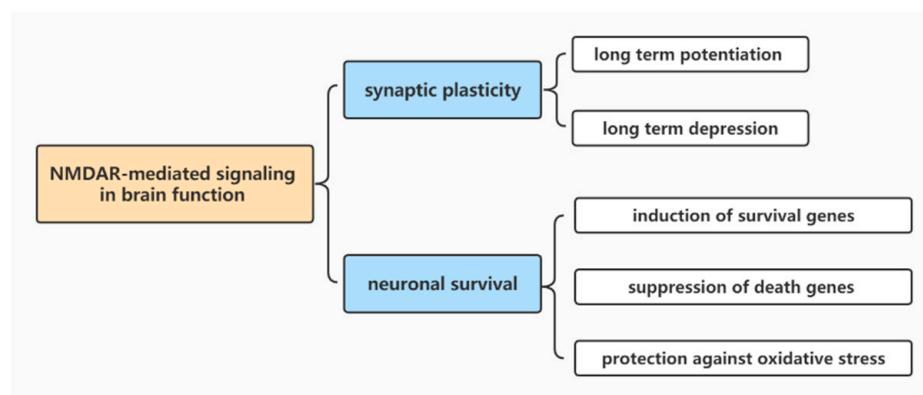 NMDAR-mediated signaling
in brain function
synaptic plasticity
long term potentiation
long term depression
neuronal survival
induction of survival genes
suppression of death genes
protection against oxidative stress